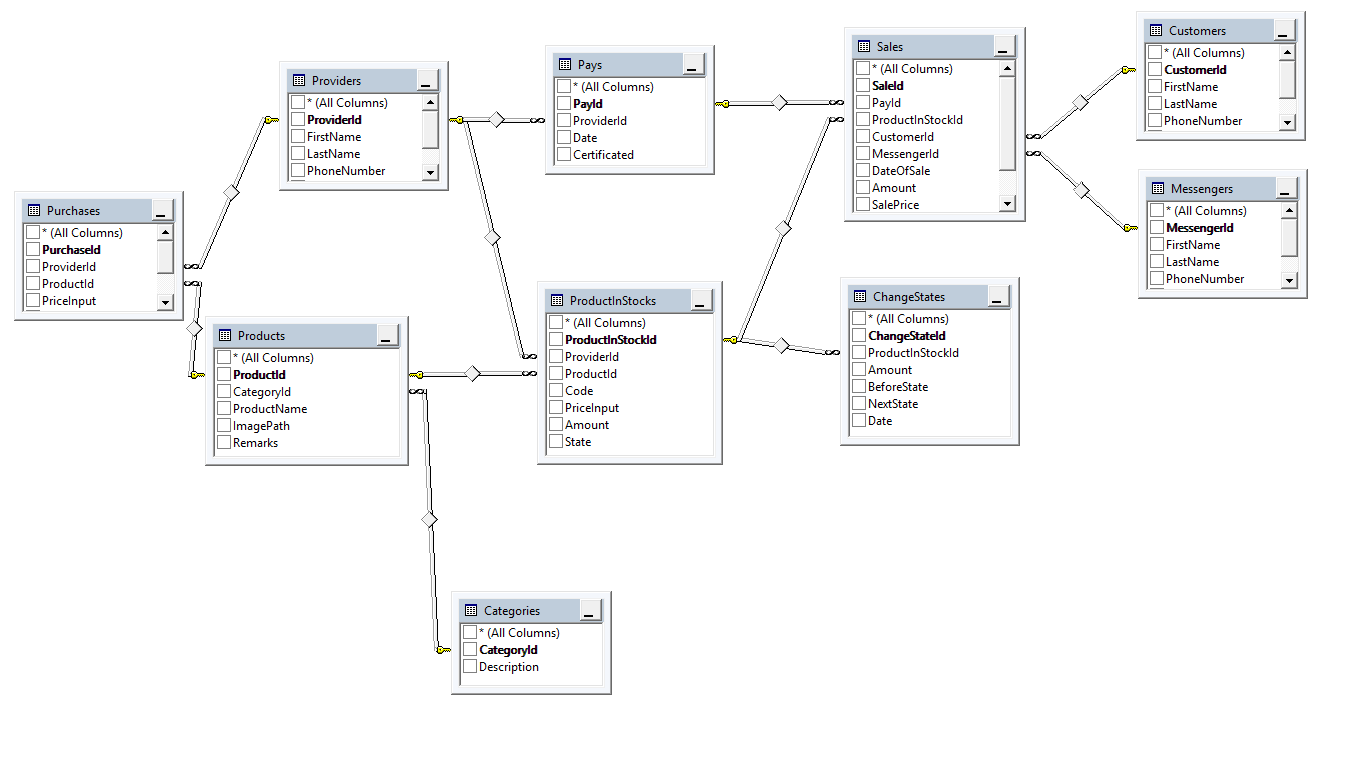 Purchases
* (All Columns)
PurchaseId
ProviderId
ProductId
PriceInput
Providers
* (All Columns)
ProviderId
FirstName
LastName
PhoneNumber
Products
* (All Columns)
ProductId
CategoryId
ProductName
ImagePath
Remarks
Pays
* (All Columns)
PayId
ProviderId
Date
Certificated
ProductInStocks
* (All Columns)
ProductInStockId
ProviderId
ProductId
Code
PriceInput
Amount
State
Categories
* (All Columns)
CategoryId
Description
Sales
* (All Columns)
SaleId
PayId
ProductInStockId
CustomerId
MessengerId
DateOfSale
Amount
SalePrice
ChangeStates
* (All Columns)
ChangeStateId
ProductInStockId
Amount
BeforeState
NextState
Date
Customers
* (All Columns)
CustomerId
FirstName
LastName
PhoneNumber
Messengers
* (All Columns)
MessengerId
FirstName
LastName
PhoneNumber